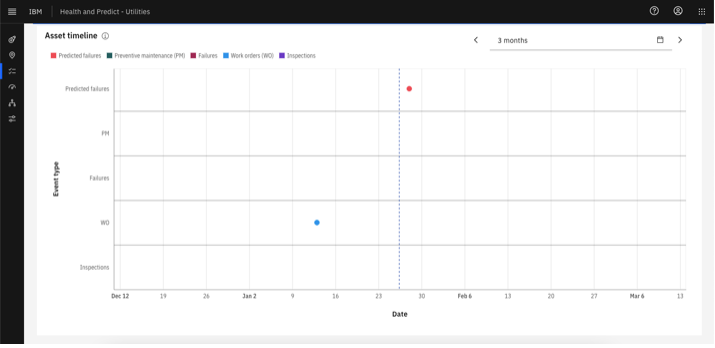 IBM Health and Predict - Utilities
Asset timeline
3 months
Predicted failures Preventive maintenance (PM) Failures Work orders (WO) Inspections
Predicted failures
PM
Failures
WO
Inspections
Event type
Dec 12 19 26 Jan 2 9 16 23 30 Feb 6 13 20 27 Mar 6 13
Date